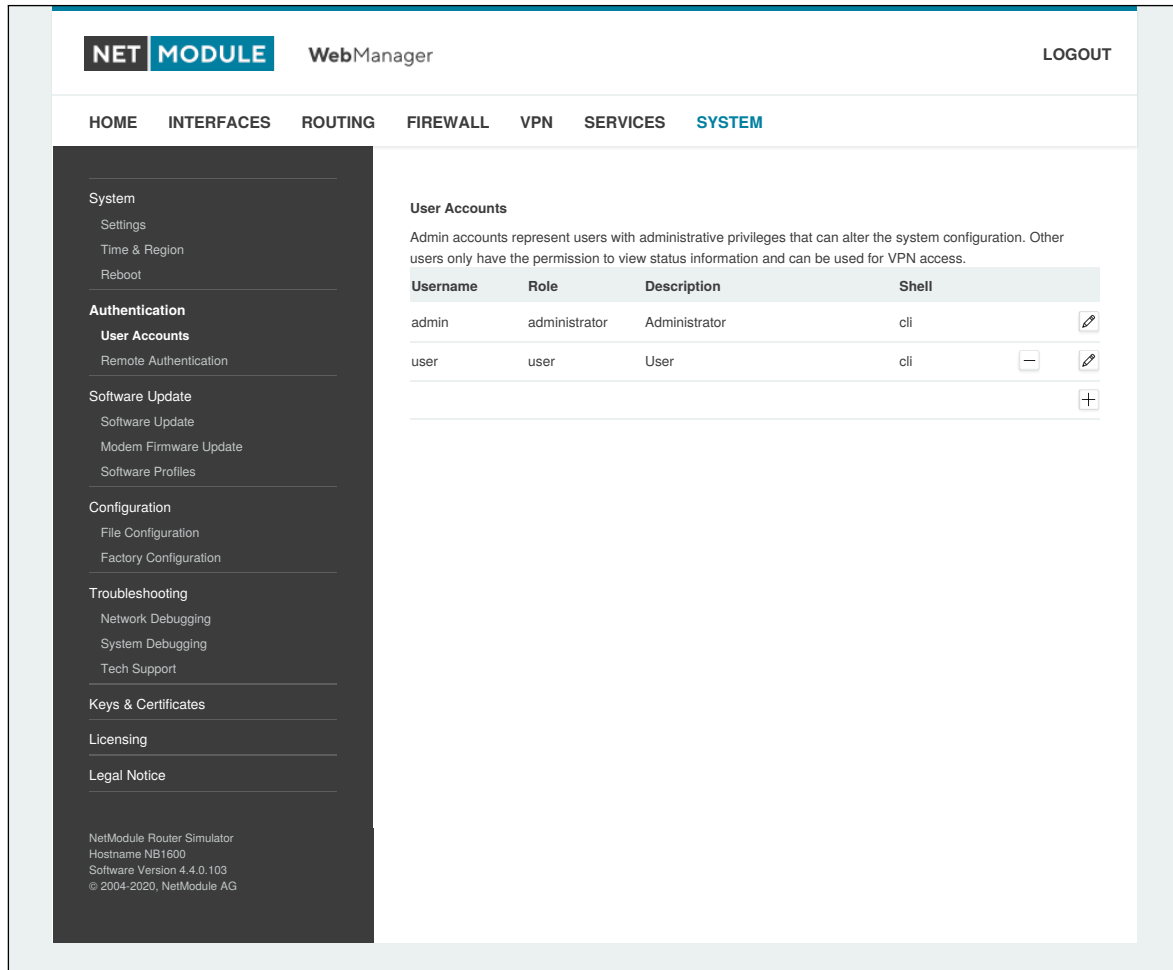 NET MODULE WebManager LOGOUT
HOME INTERFACES ROUTING FIREWALL VPN SERVICES SYSTEM
System
Settings
Time & Region
Reboot
Authentication
User Accounts
Remote Authentication
Software Update
Software Update
Modem Firmware Update
Software Profiles
Configuration
File Configuration
Factory Configuration
Troubleshooting
Network Debugging
System Debugging
Tech Support
Keys & Certificates
Licensing
Legal Notice
NetModule Router Simulator
Hostname NB1600
Software Version 4.4.0.103
© 2004-2020, NetModule AG
User Accounts
Admin accounts represent users with administrative privileges that can alter the system configuration. Other
users only have the permission to view status information and can be used for VPN access.
Username Role Description Shell
admin administrator Administrator cli
user user User cli